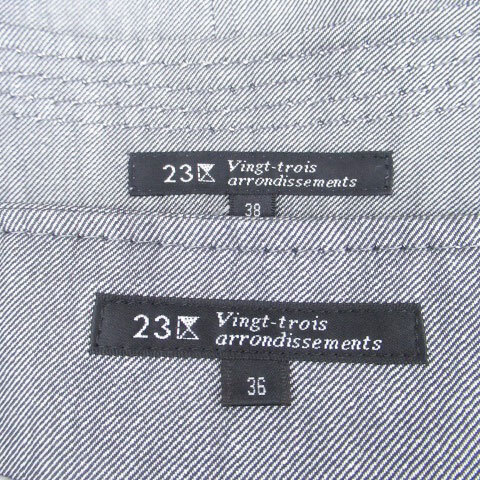 23区 Vingt-trois
arrondissements
38
23区 Vingt-trois
arrondissements
36